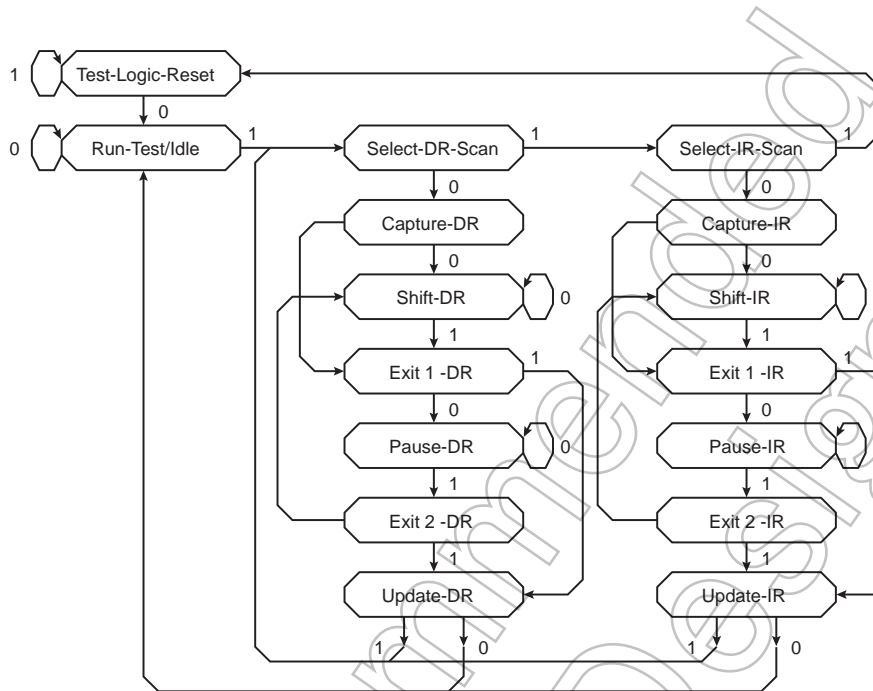 1
Test-Logic-Reset
0
0
Run-Test/Idle
1
Select-DR-Scan
1
Select-IR-Scan
1
0
0
Capture-DR
Capture-IR
0
0
Shift-DR
0
Shift-IR
1
1
Exit 1 -DR
1
Exit 1 -IR
1
0
0
Pause-DR
0
Pause-IR
1
1
Exit 2 -DR
Exit 2 -IR
1
1
Update-DR
Update-IR
1
0
1
0